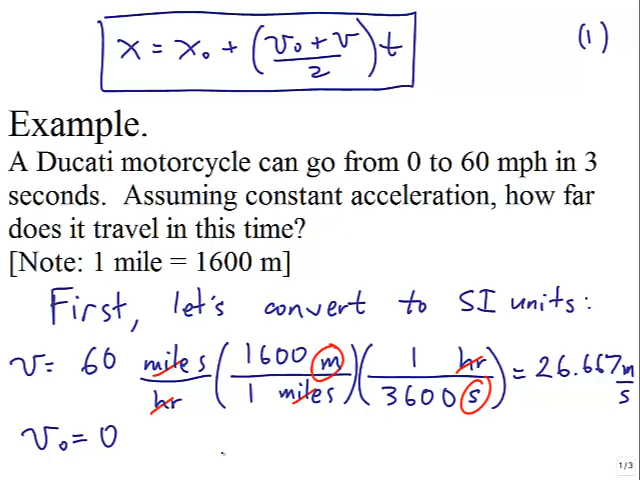 x = x₀ + (v₀ + v / 2) t (1)
Example.
A Ducati motorcycle can go from 0 to 60 mph in 3
seconds. Assuming constant acceleration, how far
does it travel in this time?
[Note: 1 mile = 1600 m]
First, let's convert to SI units:
v = 60 miles/hr (1600 m / 1 miles) (1 hr / 3600 s) = 26.667 m/s
v₀ = 0
1/3